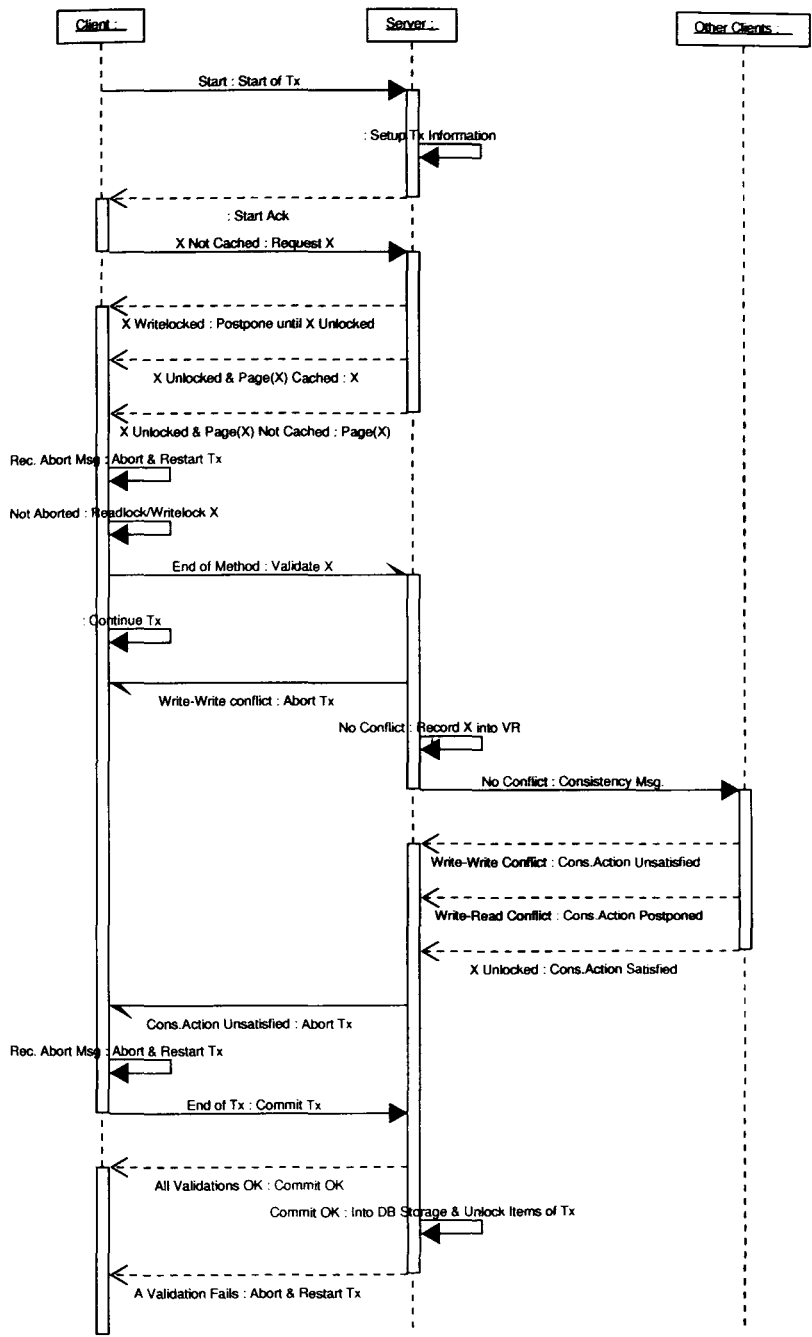 Client : _
Server : _
Other Clients : _
Start : Start of Tx
: Setup Tx Information
: Start Ack
X Not Cached : Request X
X Writelocked : Postpone until X Unlocked
X Unlocked & Page(X) Cached : X
X Unlocked & Page(X) Not Cached : Page(X)
Rec. Abort Msg : Abort & Restart Tx
Not Aborted : Readlock/Writelock X
End of Method : Validate X
: Continue Tx
Write-Write conflict : Abort Tx
No Conflict : Record X into VR
No Conflict : Consistency Msg.
Write-Write Conflict : Cons.Action Unsatisfied
Write-Read Conflict : Cons.Action Postponed
X Unlocked : Cons.Action Satisfied
Cons.Action Unsatisfied : Abort Tx
Rec. Abort Msg : Abort & Restart Tx
End of Tx : Commit Tx
All Validations OK : Commit OK
Commit OK : Into DB Storage & Unlock Items of Tx
A Validation Fails : Abort & Restart Tx